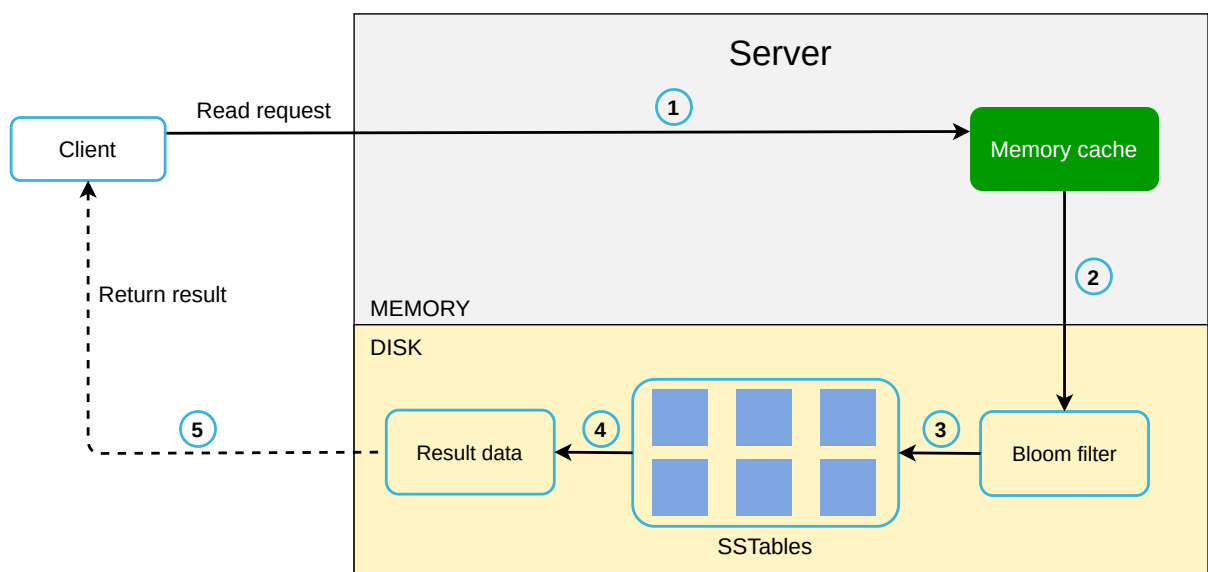 Server
Read request
1
Client
Memory cache
2
Return result
MEMORY
DISK
5
Result data
4
3
Bloom filter
SSTables